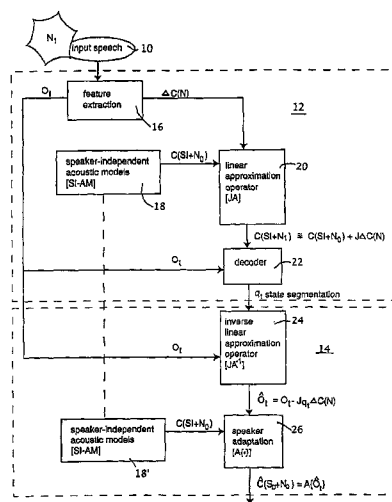 N₁
input speech
10
Oₜ
feature
extraction
ΔC(N)
16
12
speaker-independent
acoustic models
[SI-AM]
C(SI+N₀)
18
linear
approximation
operator
[JA]
20
C(SI+N₁) ≅ C(SI+N₀) + JΔC(N)
Oₜ
decoder
22
qₜ state segmentation
inverse
linear
approximation
operator
[JA⁻¹]
24
14
Oₜ
Ôₜ = Oₜ- Jqₜ ΔC(N)
speaker-independent
acoustic models
[SI-AM]
C(SI+N₀)
18'
speaker
adaptation
[A(·)]
26
Ĉ(S_D+N₀) = A(Ôₜ)